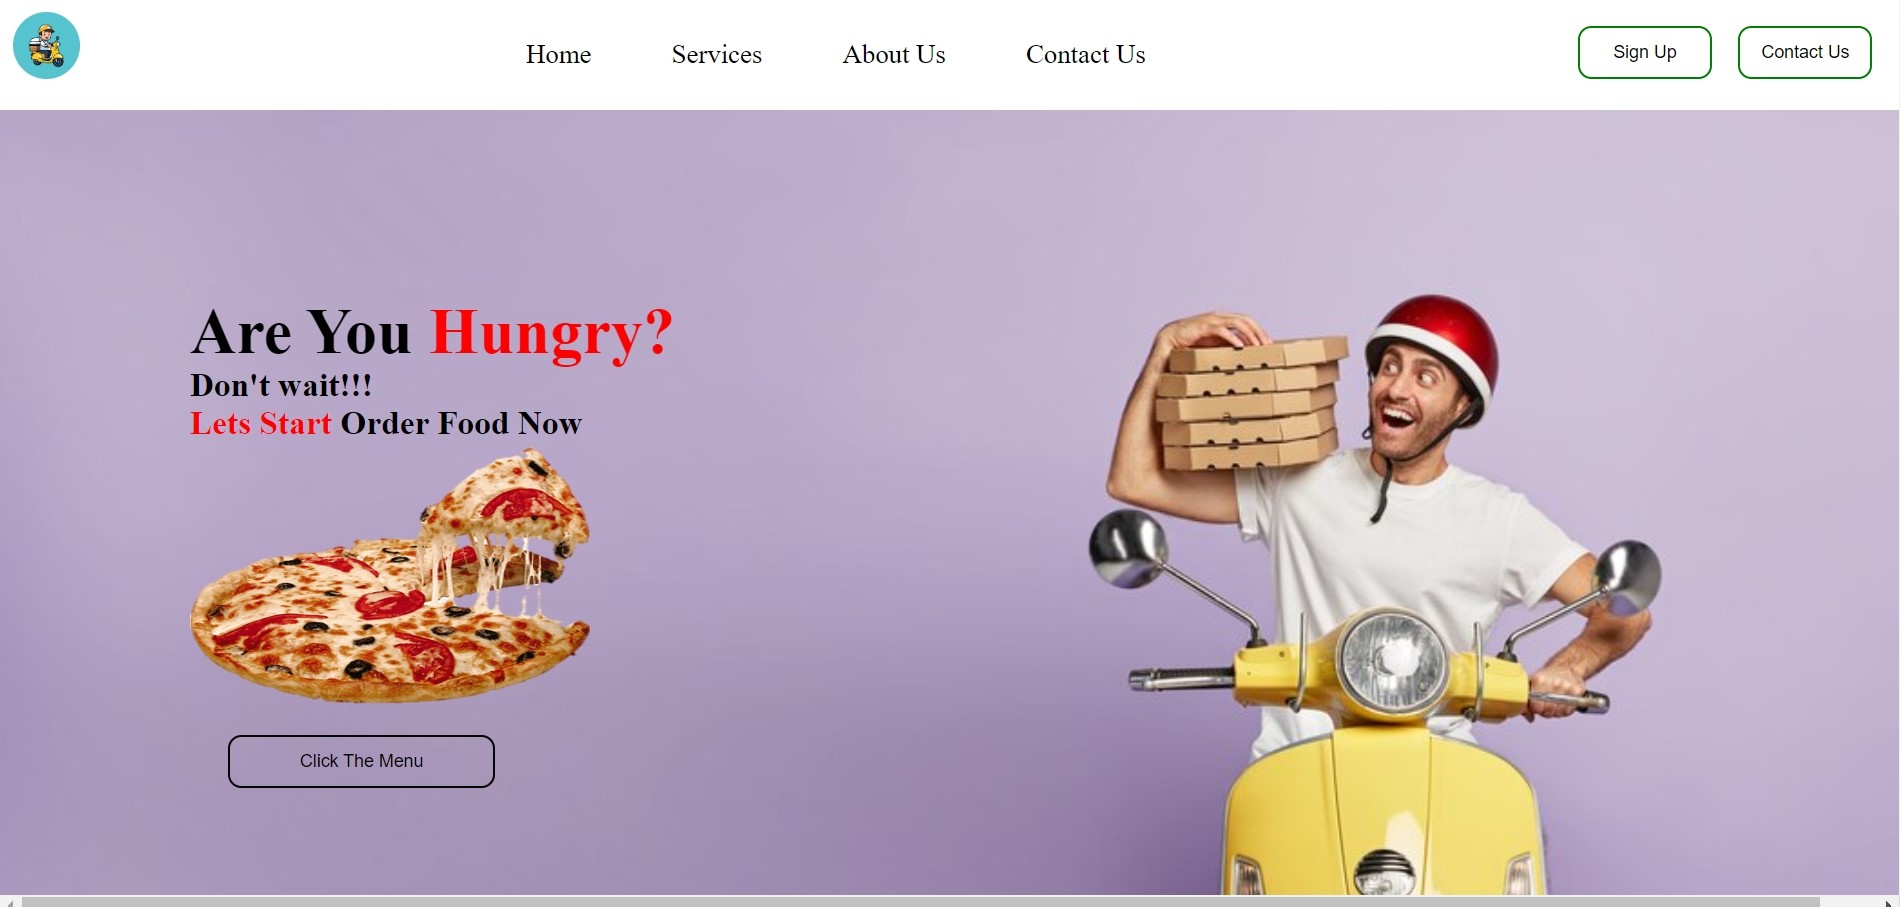 Home Services About Us Contact Us Sign Up Contact Us
Are You Hungry?
Don't wait!!!
Lets Start Order Food Now
Click The Menu